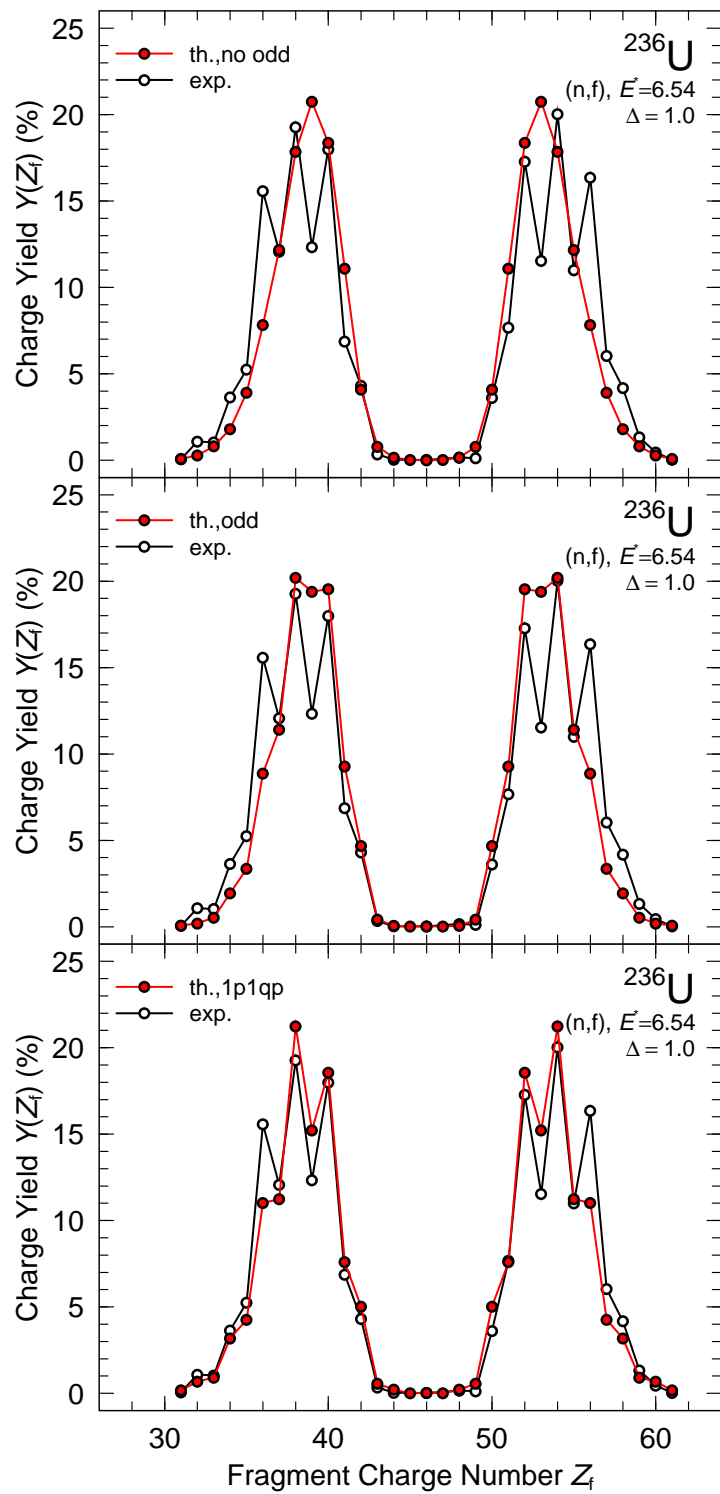 25
20
15
10
5
0
Charge Yield Y(Zf) (%)
th.,no odd
exp.
236U
(n,f), E*=6.54
Δ = 1.0
25
20
15
10
5
0
Charge Yield Y(Zf) (%)
th.,odd
exp.
236U
(n,f), E*=6.54
Δ = 1.0
25
20
15
10
5
0
Charge Yield Y(Zf) (%)
th.,1p1qp
exp.
236U
(n,f), E*=6.54
Δ = 1.0
30 40 50 60
Fragment Charge Number Zf